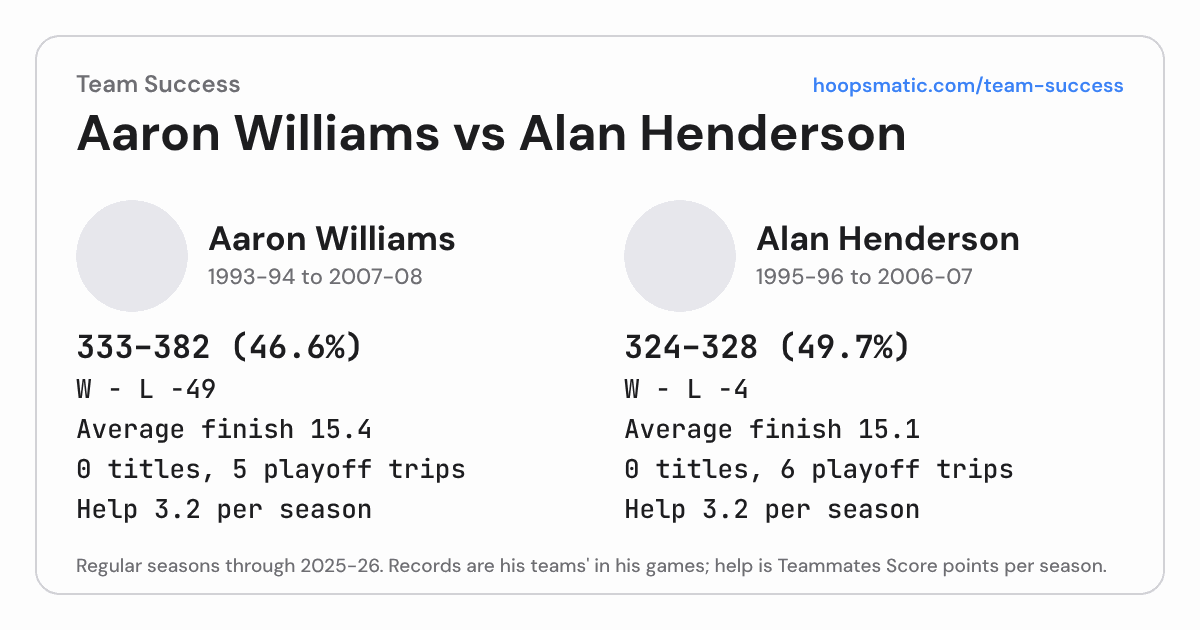 Team Success
hoopsmatic.com/team-success
Aaron Williams vs Alan Henderson
Aaron Williams
1993-94 to 2007-08
333-382 (46.6%)
W - L -49
Average finish 15.4
0 titles, 5 playoff trips
Help 3.2 per season
Alan Henderson
1995-96 to 2006-07
324-328 (49.7%)
W - L -4
Average finish 15.1
0 titles, 6 playoff trips
Help 3.2 per season
Regular seasons through 2025-26. Records are his teams' in his games; help is Teammates Score points per season.